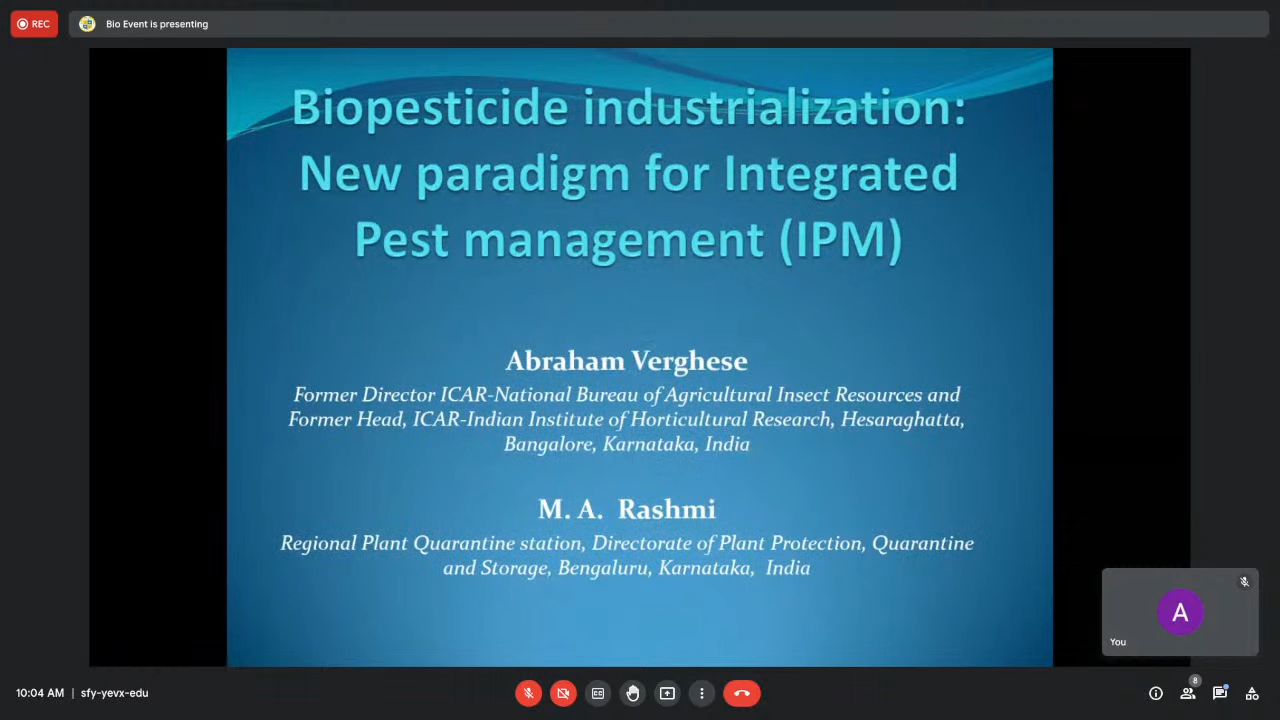 REC
Bio Event is presenting
Biopesticide industrialization:
New paradigm for Integrated
Pest management (IPM)
Abraham Verghese
Former Director ICAR-National Bureau of Agricultural Insect Resources and
Former Head, ICAR-Indian Institute of Horticultural Research, Hesaraghatta,
Bangalore, Karnataka, India
M. A. Rashmi
Regional Plant Quarantine station, Directorate of Plant Protection, Quarantine
and Storage, Bengaluru, Karnataka, India
A
You
10:04 AM | sfy-yevx-edu
CC
8